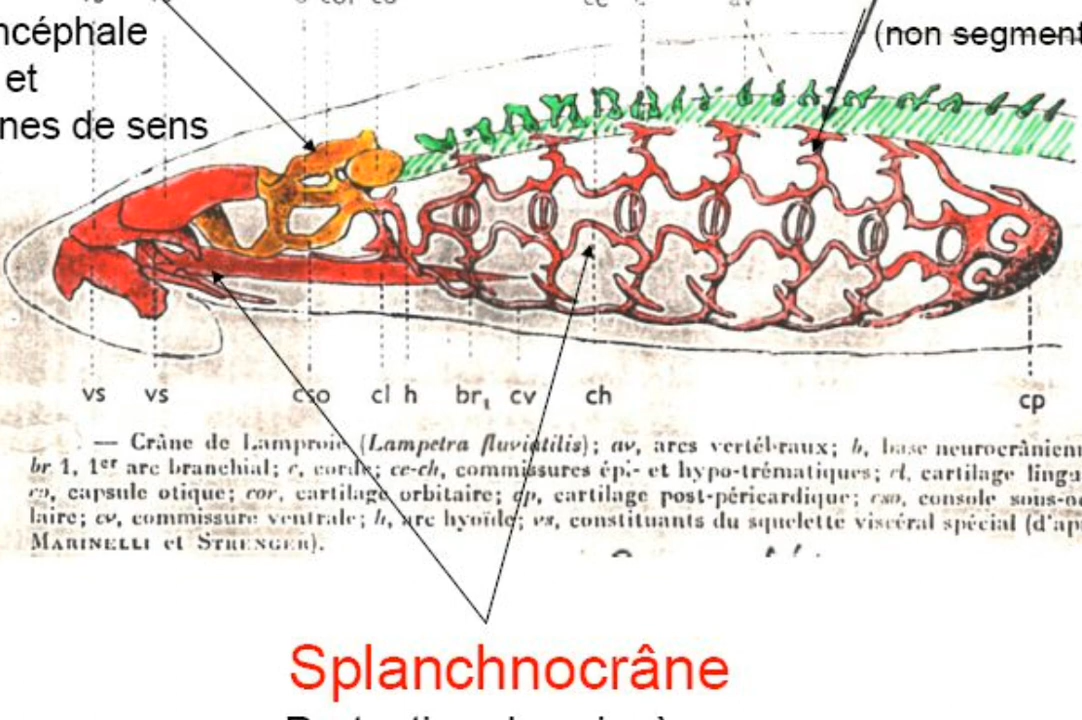 ncéphale
et
nes de sens
(non segment
vs vs cso cl h br₁ cv ch cp
— Crâne de Lamproie (Lampetra fluviatilis); av, arcs vertébraux; b, base neurocrânien
br 1, 1er arc branchial; c, corde; ce-ch, commissures épi- et hypo-trématiques; cl, cartilage lingu
co, capsule otique; cor, cartilage orbitaire; cp, cartilage post-péricardique; cso, console sous-oc
laire; cv, commissure ventrale; h, arc hyoïde; vs, constituants du squelette viscéral spécial (d'ap
MARINELLI et STRENGER).
Splanchnocrâne